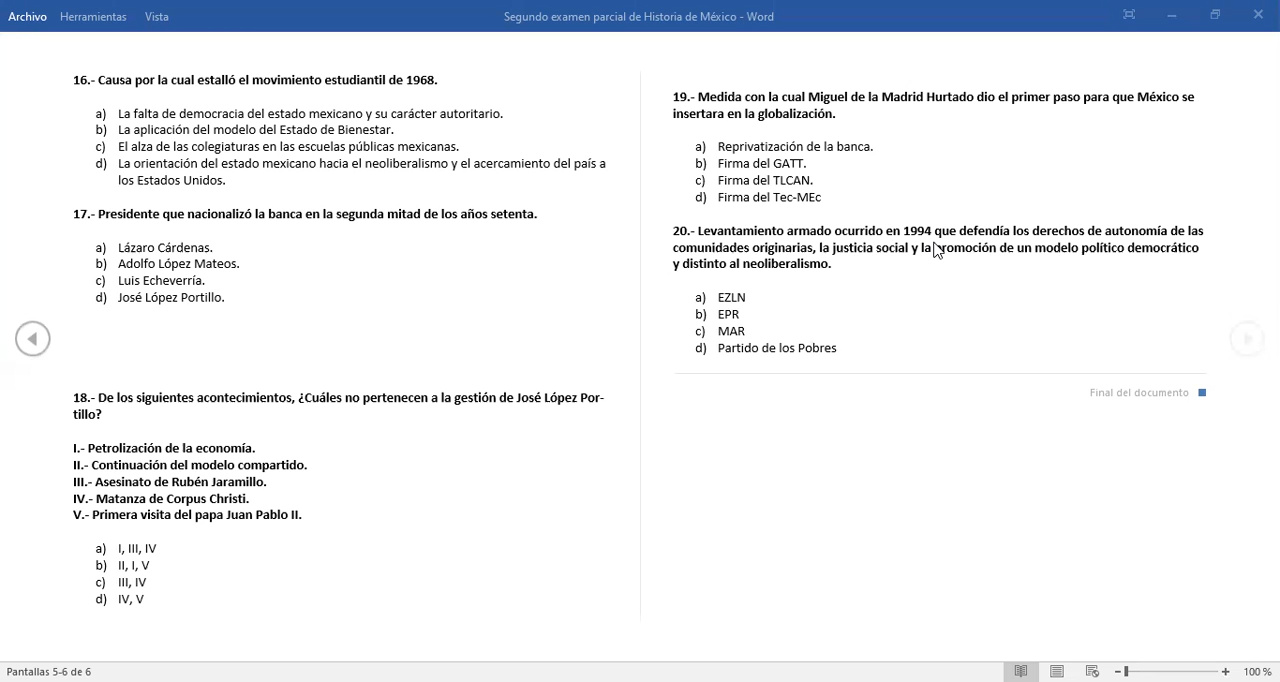 Archivo Herramientas Vista Segundo examen parcial de Historia de México - Word
16.- Causa por la cual estalló el movimiento estudiantil de 1968.
a) La falta de democracia del estado mexicano y su carácter autoritario.
b) La aplicación del modelo del Estado de Bienestar.
c) El alza de las colegiaturas en las escuelas públicas mexicanas.
d) La orientación del estado mexicano hacia el neoliberalismo y el acercamiento del país a
los Estados Unidos.
17.- Presidente que nacionalizó la banca en la segunda mitad de los años setenta.
a) Lázaro Cárdenas.
b) Adolfo López Mateos.
c) Luis Echeverría.
d) José López Portillo.
18.- De los siguientes acontecimientos, ¿Cuáles no pertenecen a la gestión de José López Por-
tillo?
I.- Petrolización de la economía.
II.- Continuación del modelo compartido.
III.- Asesinato de Rubén Jaramillo.
IV.- Matanza de Corpus Christi.
V.- Primera visita del papa Juan Pablo II.
a) I, III, IV
b) II, I, V
c) III, IV
d) IV, V
19.- Medida con la cual Miguel de la Madrid Hurtado dio el primer paso para que México se
insertara en la globalización.
a) Reprivatización de la banca.
b) Firma del GATT.
c) Firma del TLCAN.
d) Firma del Tec-MEc
20.- Levantamiento armado ocurrido en 1994 que defendía los derechos de autonomía de las
comunidades originarias, la justicia social y la promoción de un modelo político democrático
y distinto al neoliberalismo.
a) EZLN
b) EPR
c) MAR
d) Partido de los Pobres
Final del documento
Pantallas 5-6 de 6 100 %